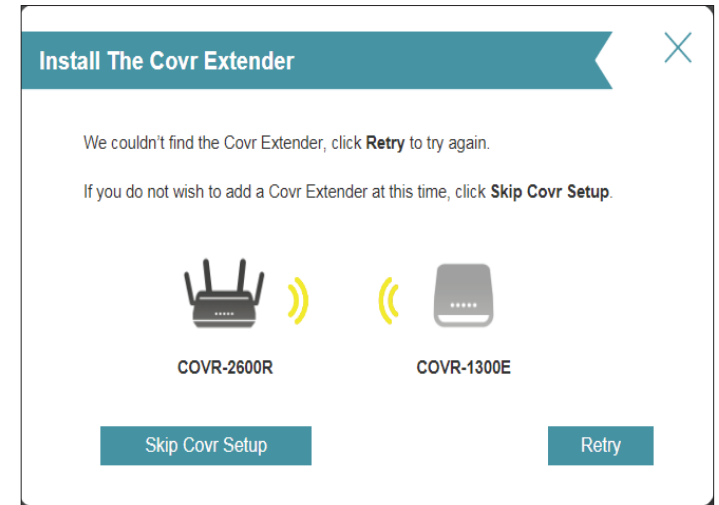 Install The Covr Extender
We couldn't find the Covr Extender, click Retry to try again.
If you do not wish to add a Covr Extender at this time, click Skip Covr Setup.
COVR-2600R
COVR-1300E
Skip Covr Setup
Retry